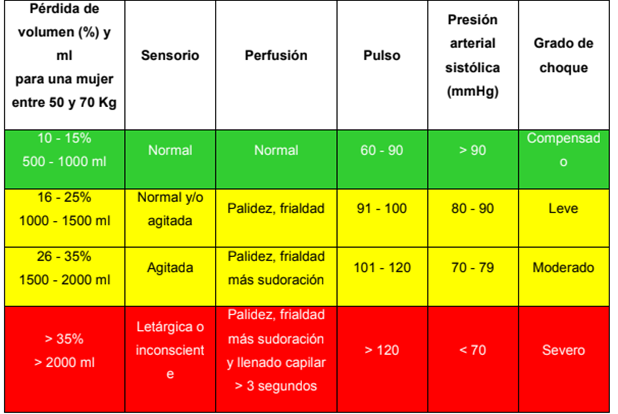 Pérdida de
volumen (%) y
ml
para una mujer
entre 50 y 70 Kg
Sensorio
Perfusión
Pulso
Presión
arterial
sistólica
(mmHg)
Grado de
choque
10 - 15%
500 - 1000 ml
Normal
Normal
60 - 90
> 90
Compensad
o
16 - 25%
1000 - 1500 ml
Normal y/o
agitada
Palidez, frialdad
91 - 100
80 - 90
Leve
26 - 35%
1500 - 2000 ml
Agitada
Palidez, frialdad
más sudoración
101 - 120
70 - 79
Moderado
> 35%
> 2000 ml
Letárgica o
inconscient
e
Palidez, frialdad
más sudoración
y llenado capilar
> 3 segundos
> 120
< 70
Severo